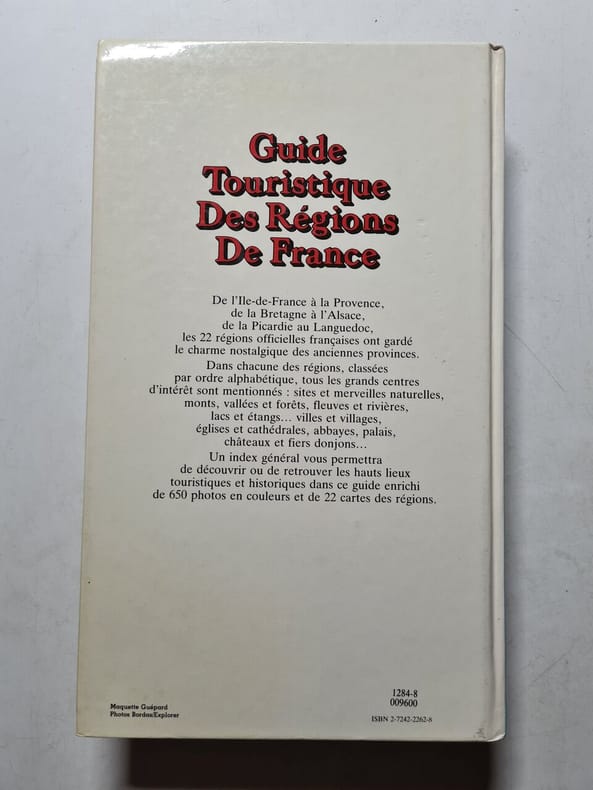 Guide
Touristique
Des Régions
De France
De l'Ile-de-France à la Provence,
de la Bretagne à l'Alsace,
de la Picardie au Languedoc,
les 22 régions officielles françaises ont gardé
le charme nostalgique des anciennes provinces.
Dans chacune des régions, classées
par ordre alphabétique, tous les grands centres
d'intérêt sont mentionnés : sites et merveilles naturelles,
monts, vallées et forêts, fleuves et rivières,
lacs et étangs... villes et villages,
églises et cathédrales, abbayes, palais,
châteaux et fiers donjons...
Un index général vous permettra
de découvrir ou de retrouver les hauts lieux
touristiques et historiques dans ce guide enrichi
de 650 photos en couleurs et de 22 cartes des régions.
Maquette Guépard
Photos Bordas/Explorer
1284-8
009600
ISBN 2-7242-2262-8